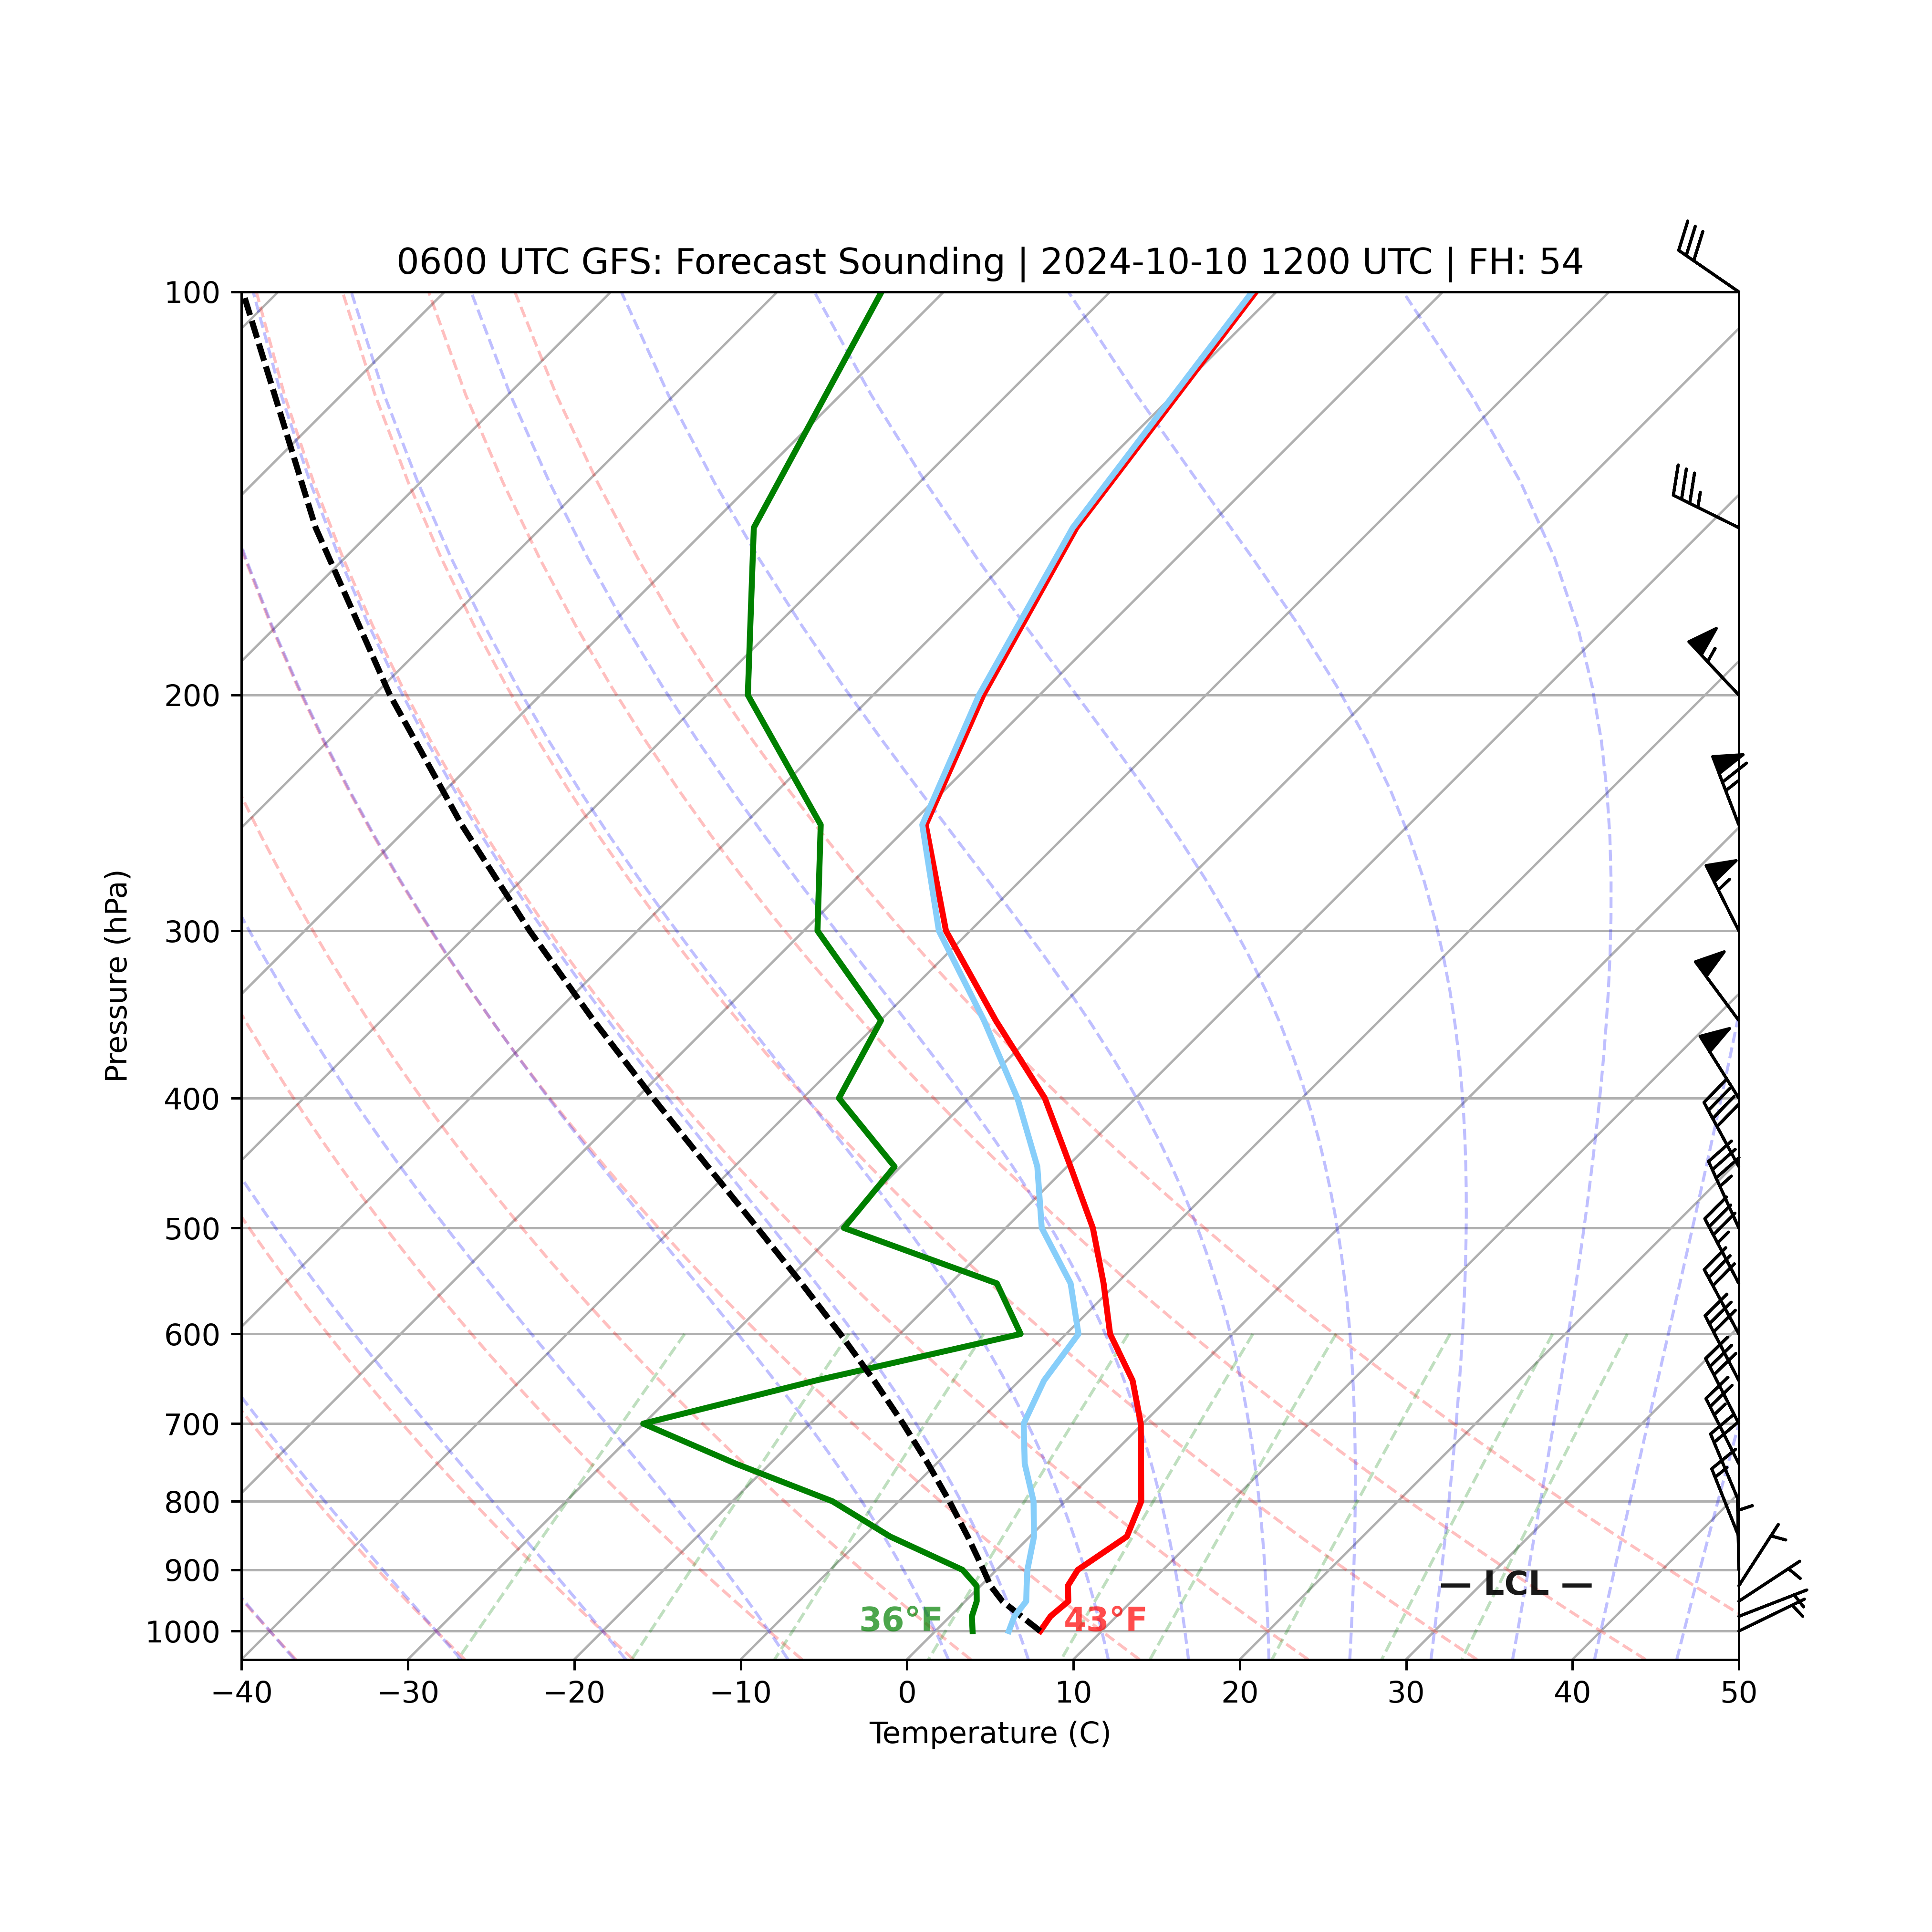 0600 UTC GFS: Forecast Sounding | 2024-10-10 1200 UTC | FH: 54
100
200
300
400
500
600
700
800
900
1000
Pressure (hPa)
— LCL —
36°F
43°F
−40 −30 −20 −10 0 10 20 30 40 50
Temperature (C)